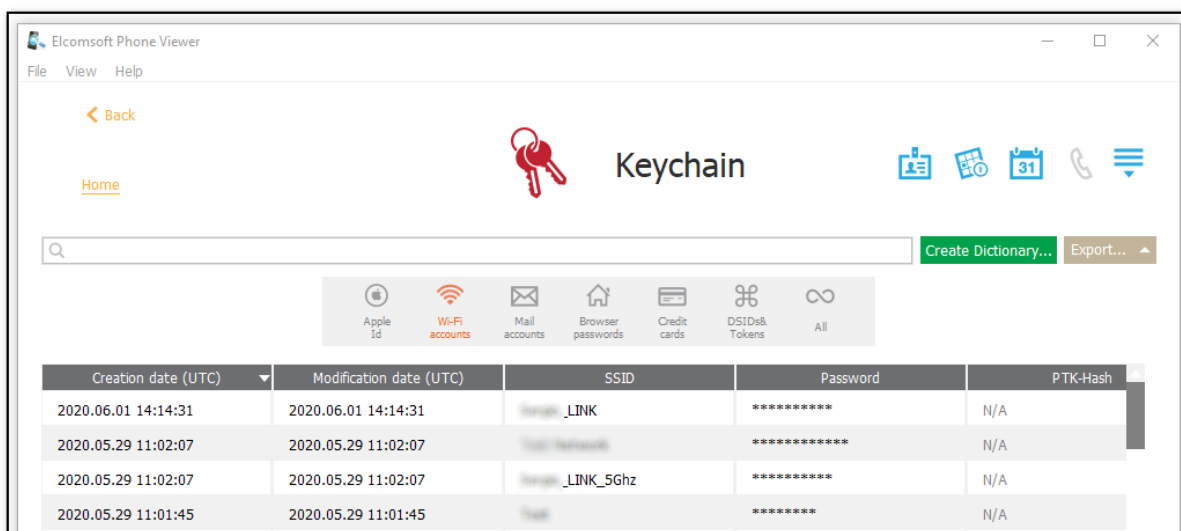 Elcomsoft Phone Viewer
File View Help
Back
Keychain
31
Home
Create Dictionary... Export...
Apple Id Wi-Fi accounts Mail accounts Browser passwords Credit cards DSIDs& Tokens All
Creation date (UTC) Modification date (UTC) SSID Password PTK-Hash
2020.06.01 14:14:31 2020.06.01 14:14:31 _LINK ********** N/A
2020.05.29 11:02:07 2020.05.29 11:02:07 ************ N/A
2020.05.29 11:02:07 2020.05.29 11:02:07 _LINK_5Ghz ********** N/A
2020.05.29 11:01:45 2020.05.29 11:01:45 ******** N/A